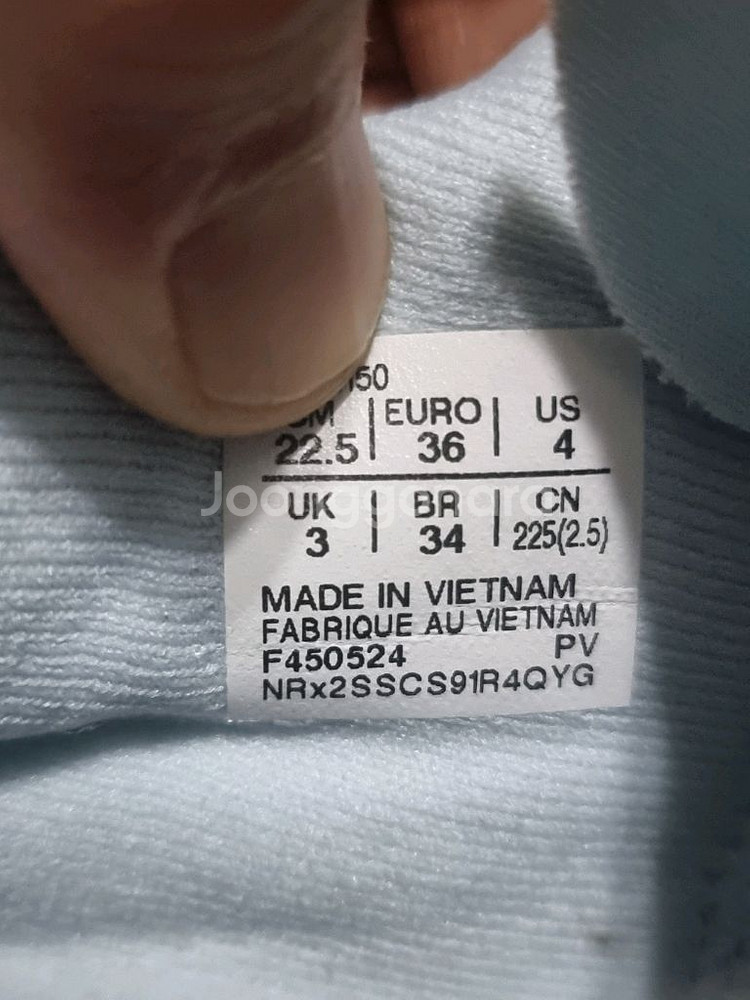 CM | EURO | US
22.5 | 36 | 4
UK | BR | CN
3 | 34 | 225(2.5)
MADE IN VIETNAM
FABRIQUE AU VIETNAM
F450524 PV
NRx2SSCS91R4QYG